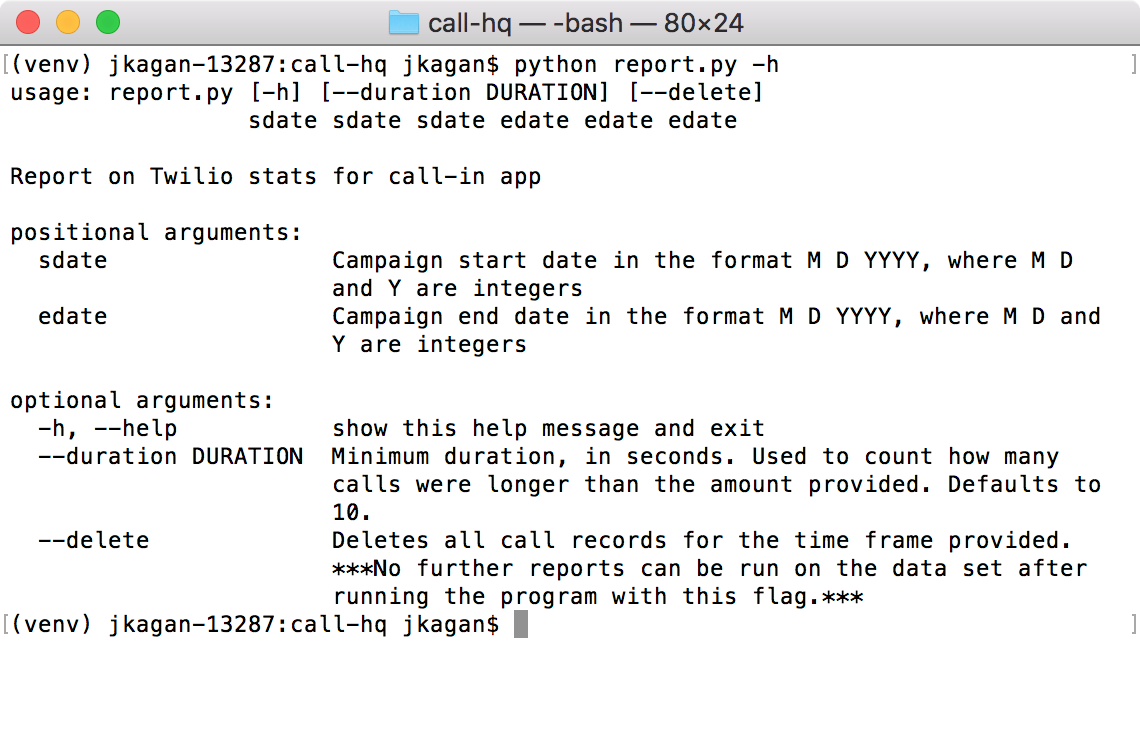 call-hq — -bash — 80×24
[(venv) jkagan-13287:call-hq jkagan$ python report.py -h ]
usage: report.py [-h] [--duration DURATION] [--delete]
                 sdate sdate sdate edate edate edate

Report on Twilio stats for call-in app

positional arguments:
  sdate                Campaign start date in the format M D YYYY, where M D
                       and Y are integers
  edate                Campaign end date in the format M D YYYY, where M D and
                       Y are integers

optional arguments:
  -h, --help           show this help message and exit
  --duration DURATION  Minimum duration, in seconds. Used to count how many
                       calls were longer than the amount provided. Defaults to
                       10.
  --delete             Deletes all call records for the time frame provided.
                       ***No further reports can be run on the data set after
                       running the program with this flag.***
[(venv) jkagan-13287:call-hq jkagan$ ]